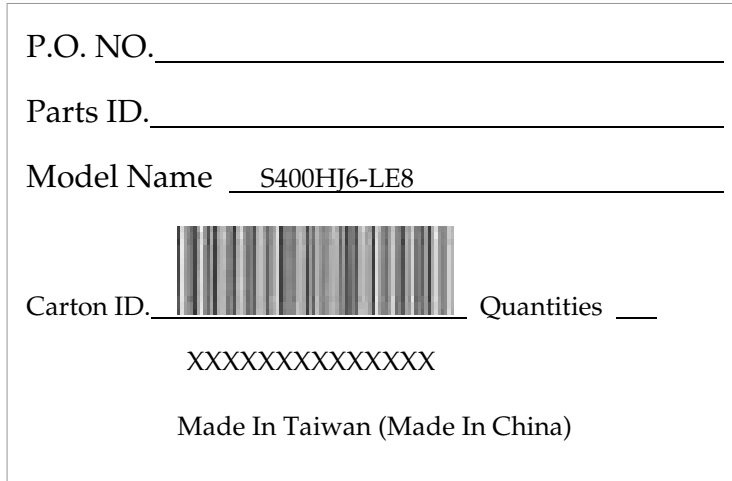 P.O. NO.
Parts ID.
Model Name S400HJ6-LE8
Carton ID. Quantities
XXXXXXXXXXXXXX
Made In Taiwan (Made In China)